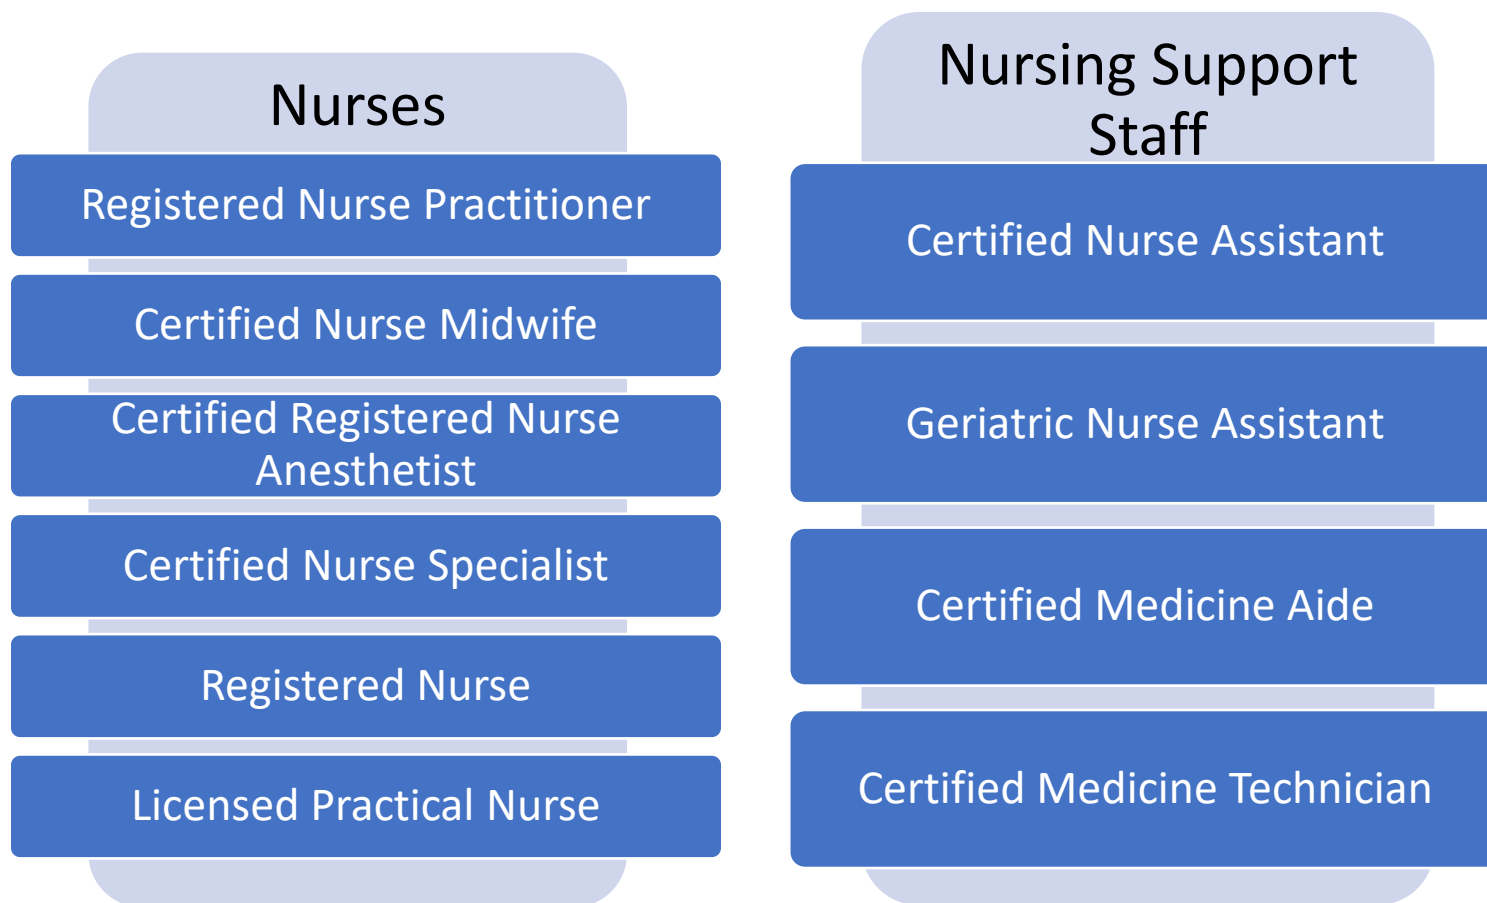 Nurses
Registered Nurse Practitioner
Certified Nurse Midwife
Certified Registered Nurse
Anesthetist
Certified Nurse Specialist
Registered Nurse
Licensed Practical Nurse
Nursing Support
Staff
Certified Nurse Assistant
Geriatric Nurse Assistant
Certified Medicine Aide
Certified Medicine Technician